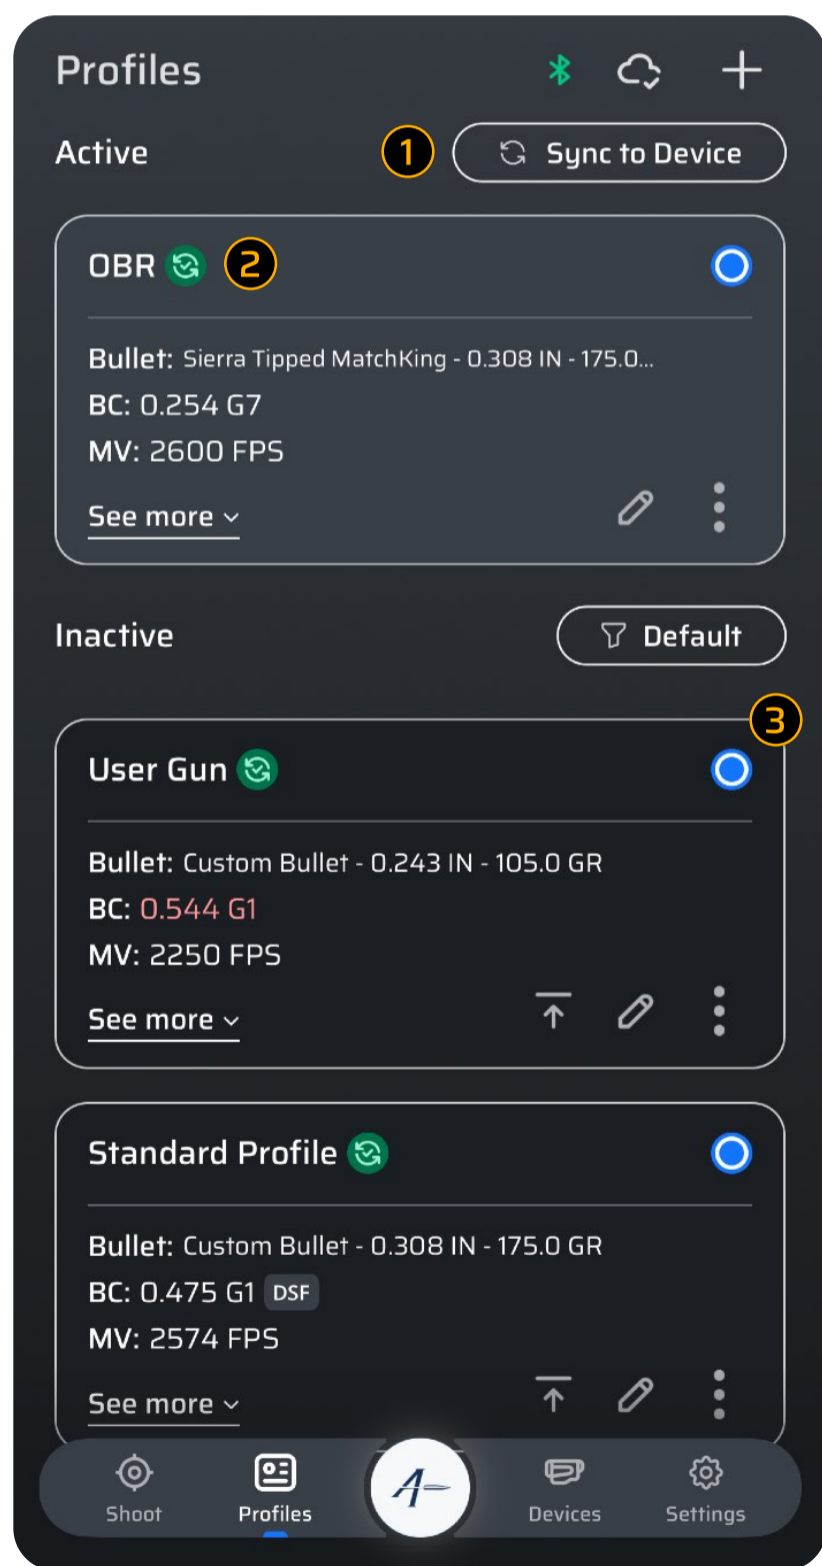 Profiles
Active
1
Sync to Device
OBR
2
Bullet: Sierra Tipped MatchKing - 0.308 IN - 175.0...
BC: 0.254 G7
MV: 2600 FPS
See more
Inactive
Default
3
User Gun
Bullet: Custom Bullet - 0.243 IN - 105.0 GR
BC: 0.544 G1
MV: 2250 FPS
See more
Standard Profile
Bullet: Custom Bullet - 0.308 IN - 175.0 GR
BC: 0.475 G1 DSF
MV: 2574 FPS
See more
Shoot
Profiles
A
Devices
Settings